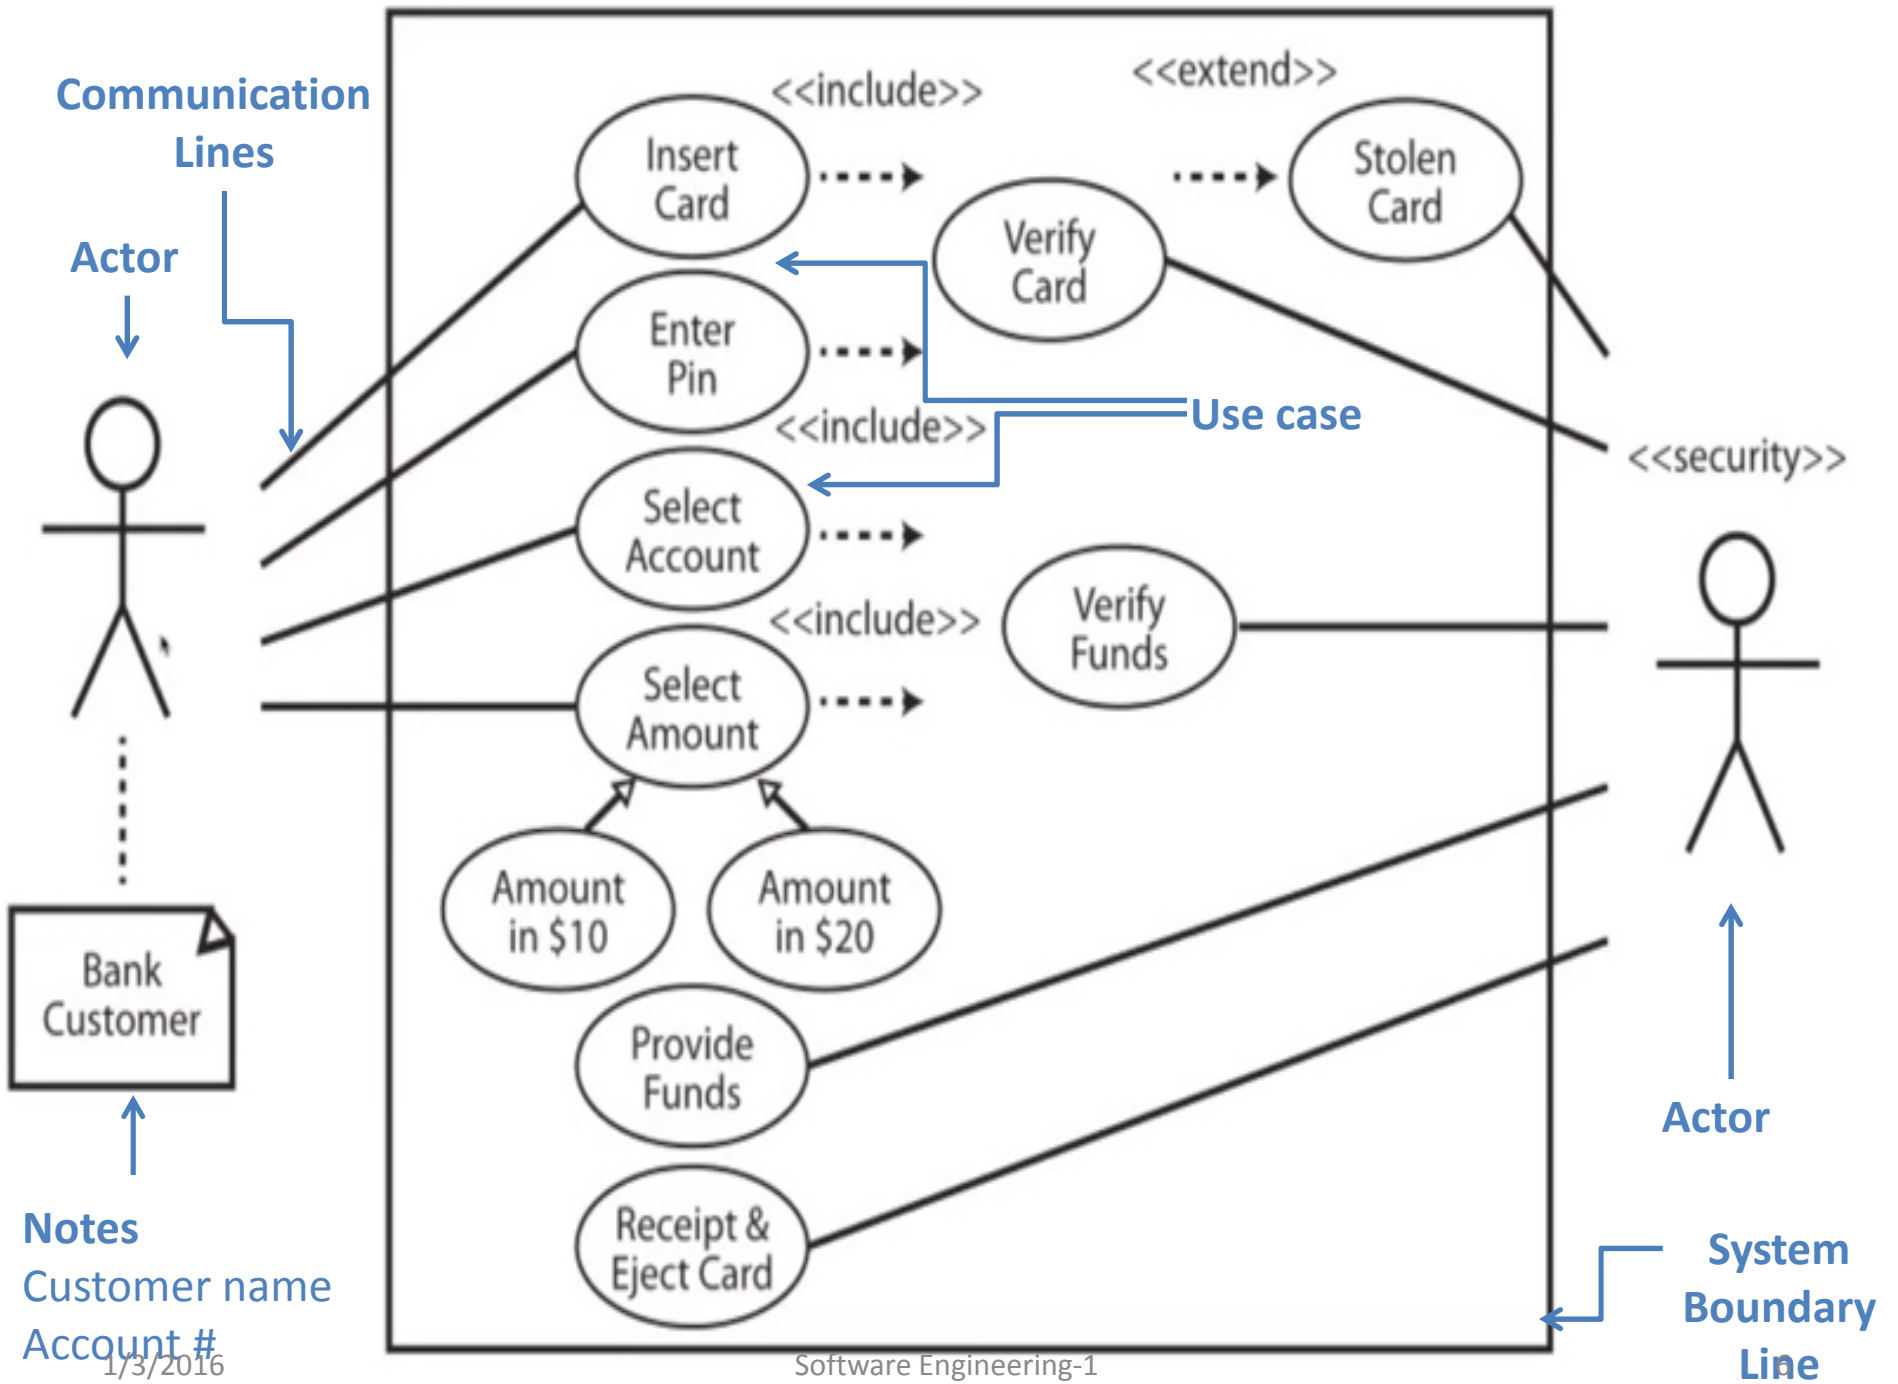 Communication
Lines
Actor
<<include>>
<<extend>>
Insert
Card
Stolen
Card
Verify
Card
Enter
Pin
<<include>>
Use case
<<security>>
Select
Account
<<include>>
Verify
Funds
Select
Amount
Amount
in $10
Amount
in $20
Bank
Customer
Provide
Funds
Actor
Receipt &
Eject Card
Notes
Customer name
Account #
System
Boundary
Line
1/3/2016
Software Engineering-1
6